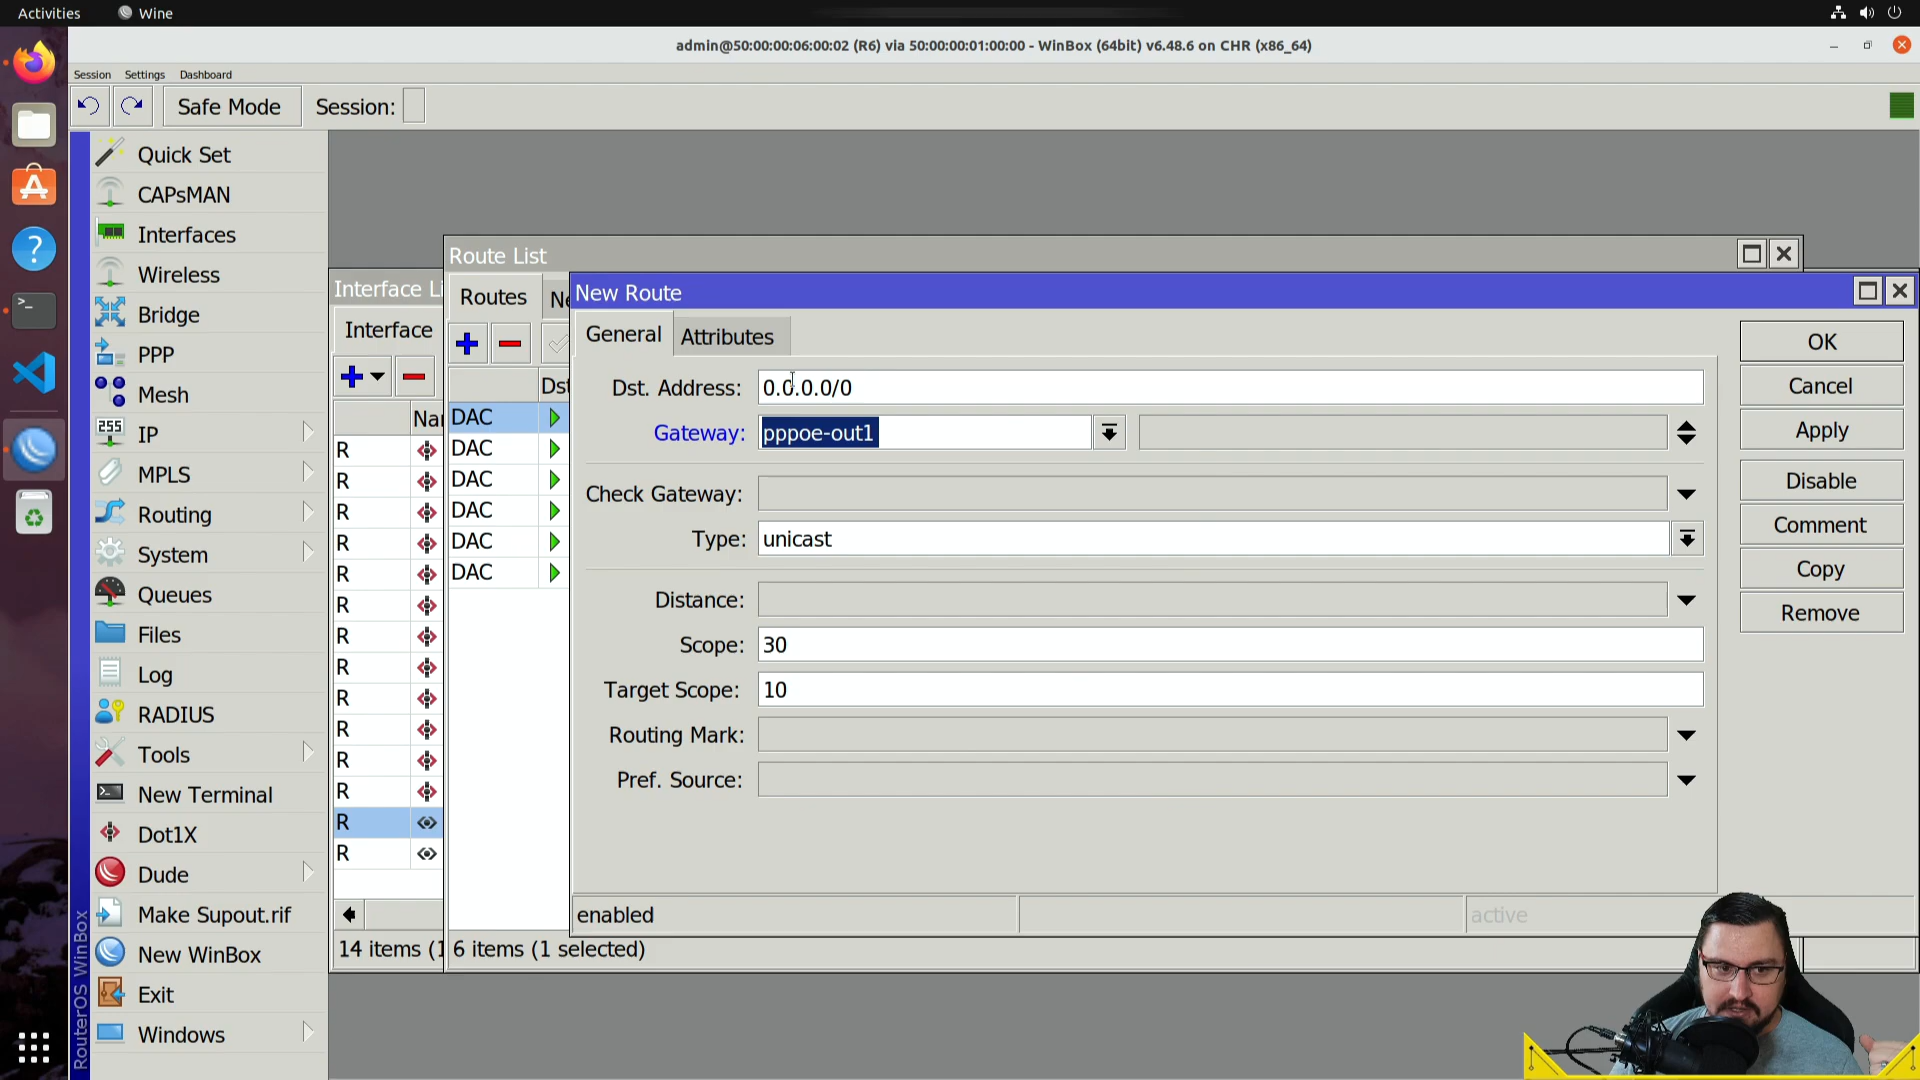 Activities
Wine
admin@50:00:00:06:00:02 (R6) via 50:00:00:01:00:00 - WinBox (64bit) v6.48.6 on CHR (x86_64)
Session Settings Dashboard
Safe Mode
Session:
Quick Set
CAPsMAN
Interfaces
Wireless
Bridge
PPP
Mesh
255
IP
MPLS
Routing
System
Queues
Files
Log
RADIUS
Tools
New Terminal
Dot1X
Dude
Make Supout.rif
New WinBox
Exit
Windows
RouterOS WinBox
Interface Li
Interface
Nar
R
R
R
R
R
R
R
R
R
R
R
R
R
R
14 items (1
Route List
Routes
Ne
Dst
DAC
DAC
DAC
DAC
DAC
DAC
6 items (1 selected)
New Route
General
Attributes
Dst. Address: 0.0.0.0/0
Gateway: pppoe-out1
Check Gateway:
Type: unicast
Distance:
Scope: 30
Target Scope: 10
Routing Mark:
Pref. Source:
enabled
active
OK
Cancel
Apply
Disable
Comment
Copy
Remove